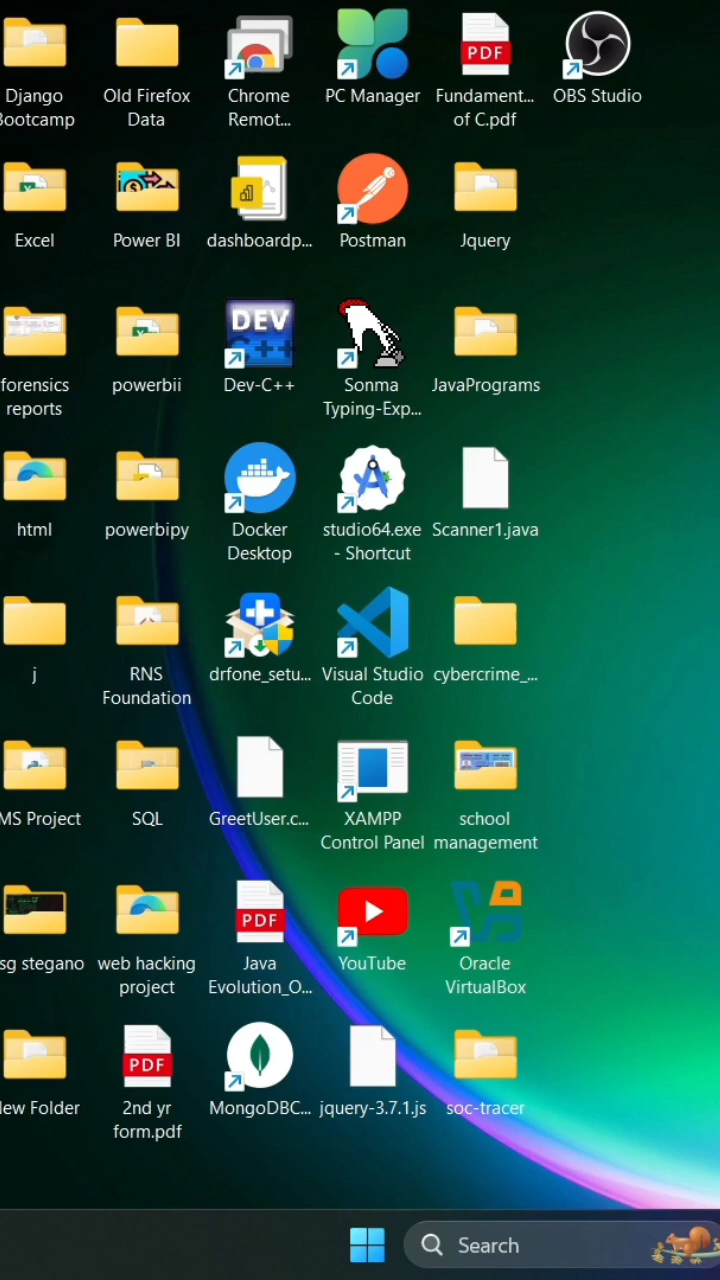 Django
Bootcamp
Old Firefox
Data
Chrome
Remot...
PC Manager
PDF
Fundament...
of C.pdf
OBS Studio
Excel
Power BI
dashboardp...
Postman
Jquery
forensics
reports
powerbii
DEV
C++
Dev-C++
Sonma
Typing-Exp...
JavaPrograms
html
powerbipy
Docker
Desktop
studio64.exe
- Shortcut
Scanner1.java
j
RNS
Foundation
drfone_setu...
Visual Studio
Code
cybercrime_...
MS Project
SQL
GreetUser.c...
XAMPP
Control Panel
school
management
sg stegano
web hacking
project
PDF
Java
Evolution_O...
YouTube
Oracle
VirtualBox
New Folder
PDF
2nd yr
form.pdf
MongoDBC...
jquery-3.7.1.js
soc-tracer
Search